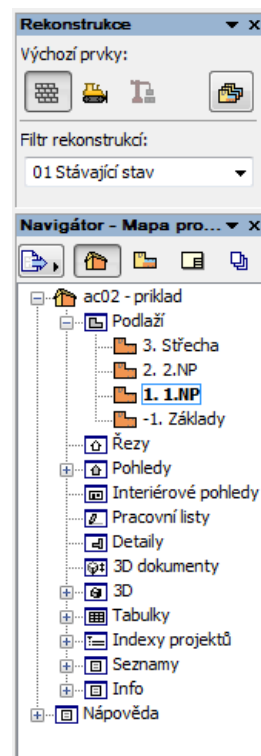 Rekonstrukce
Výchozí prvky:
Filtr rekonstrukcí:
01 Stávající stav
Navigátor - Mapa pro...
ac02 - priklad
Podlaží
3. Střecha
2. 2.NP
1. 1.NP
-1. Základy
Řezy
Pohledy
Interiérové pohledy
Pracovní listy
Detaily
3D dokumenty
3D
Tabulky
Indexy projektů
Seznamy
Info
Nápověda